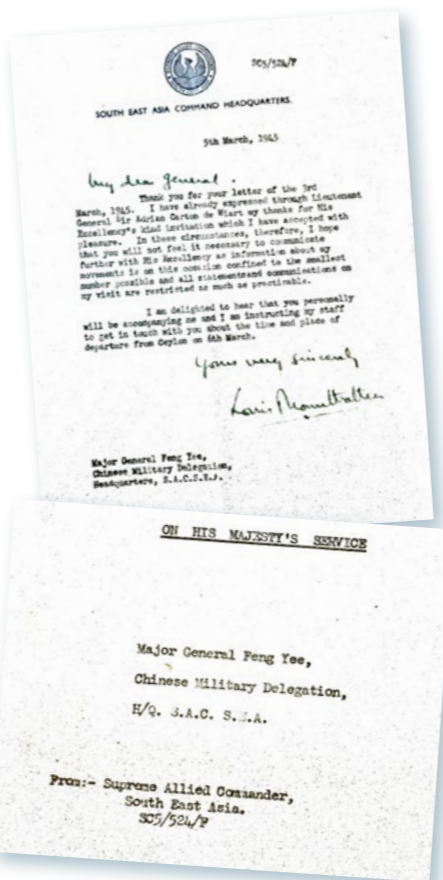 SC5/524/F
SOUTH EAST ASIA COMMAND HEADQUARTERS.
5th March, 1945
My dear General.
Thank you for your letter of the 3rd
March, 1945. I have already expressed through Lieutenant
General Sir Adrian Carton de Wiart my thanks for His
Excellency's kind invitation which I have accepted with
pleasure. In these circumstances, therefore, I hope
that you will not feel it necessary to communicate
further with His Excellency as information about my
movements is on this occasion confined to the smallest
number possible and all statements and communications on
my visit are restricted as much as practicable.
I am delighted to hear that you personally
will be accompanying me and I am instructing my staff
to get in touch with you about the time and place of
departure from Ceylon on 6th March.
Yours very sincerely
Louis Mountbatten
Major General Feng Yee,
Chinese Military Delegation,
Headquarters, S.A.C.S.E.A.
ON HIS MAJESTY'S SERVICE
Major General Feng Yee,
Chinese Military Delegation,
H/Q. S.A.C. S.E.A.
From:- Supreme Allied Commander,
South East Asia.
SC5/524/F